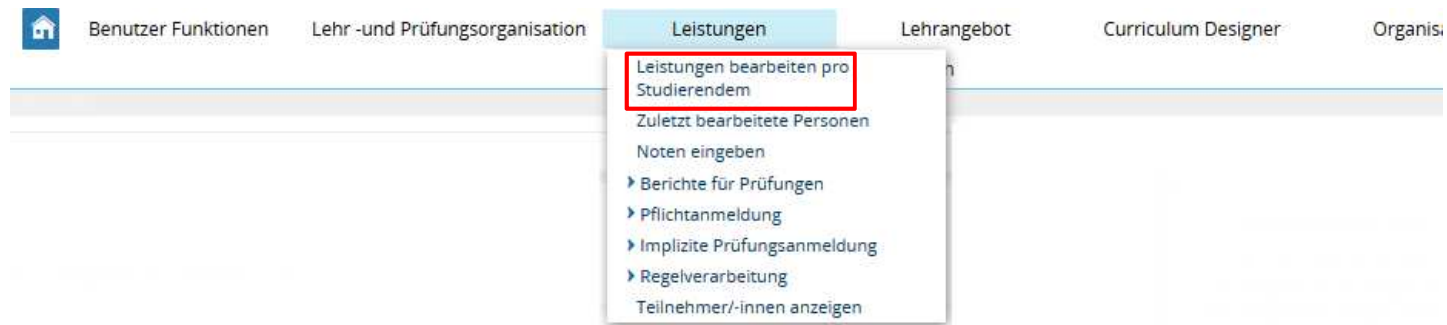 Benutzer Funktionen Lehr -und Prüfungsorganisation Leistungen Lehrangebot Curriculum Designer Organisa
Leistungen bearbeiten pro
Studierendem
Zuletzt bearbeitete Personen
Noten eingeben
Berichte für Prüfungen
Pflichtanmeldung
Implizite Prüfungsanmeldung
Regelverarbeitung
Teilnehmer/-innen anzeigen